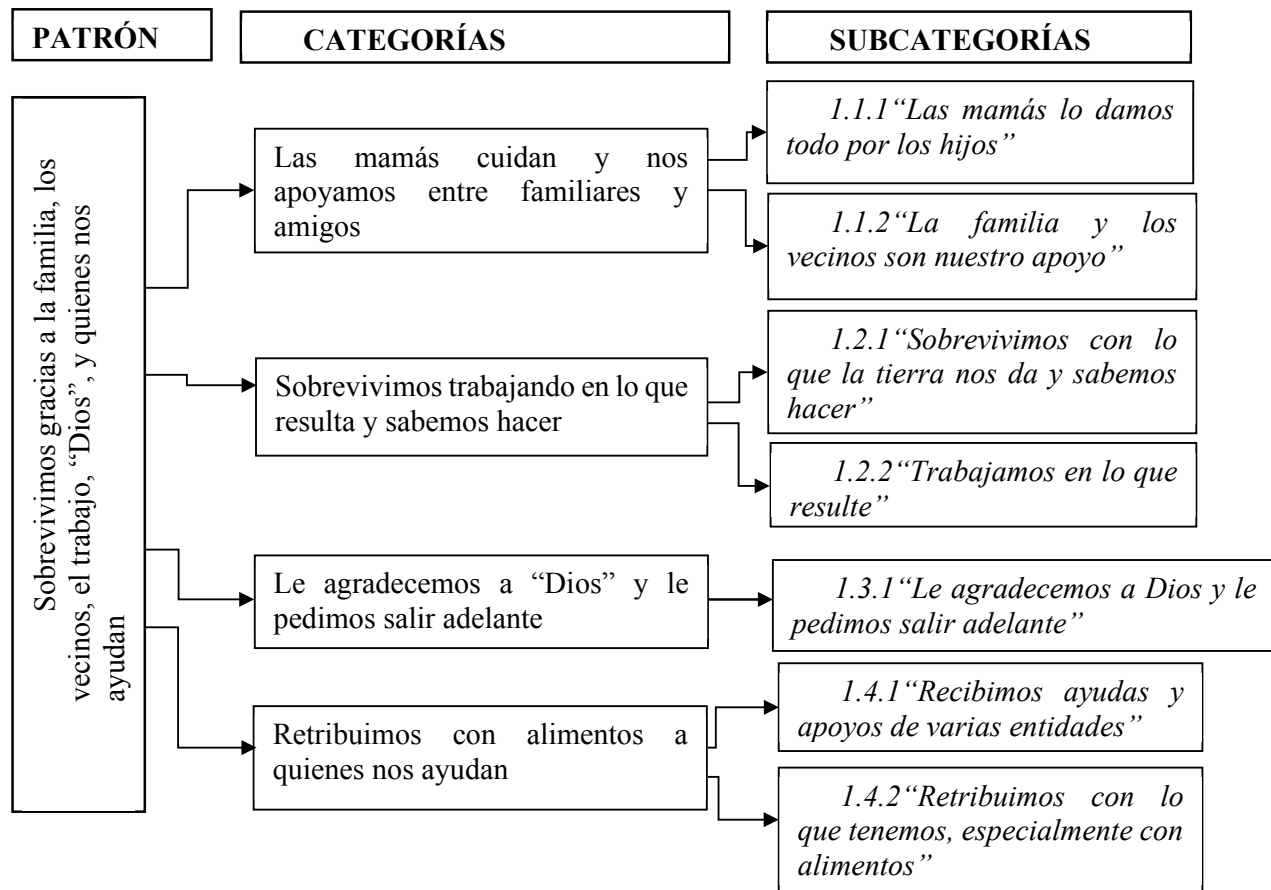 PATRÓN
CATEGORÍAS
SUBCATEGORÍAS
Sobrevivimos gracias a la familia, los
vecinos, el trabajo, “Dios”, y quienes nos
ayudan
Las mamás cuidan y nos
apoyamos entre familiares y
amigos
1.1.1“Las mamás lo damos
todo por los hijos”
1.1.2“La familia y los
vecinos son nuestro apoyo”
Sobrevivimos trabajando en lo que
resulta y sabemos hacer
1.2.1“Sobrevivimos con lo
que la tierra nos da y sabemos
hacer”
1.2.2“Trabajamos en lo que
resulte”
Le agradecemos a “Dios” y le
pedimos salir adelante
1.3.1“Le agradecemos a Dios y le
pedimos salir adelante”
Retribuimos con alimentos a
quienes nos ayudan
1.4.1“Recibimos ayudas y
apoyos de varias entidades”
1.4.2“Retribuimos con lo
que tenemos, especialmente con
alimentos”